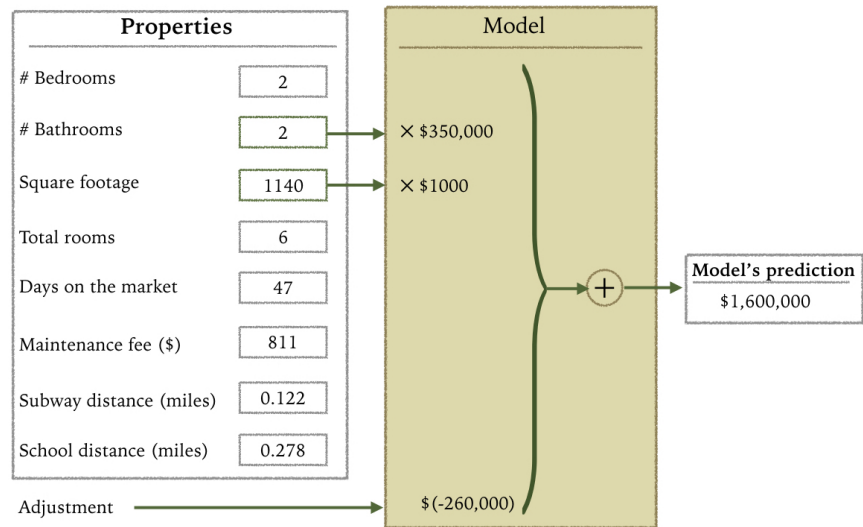 Properties
# Bedrooms 2
# Bathrooms 2
Square footage 1140
Total rooms 6
Days on the market 47
Maintenance fee ($) 811
Subway distance (miles) 0.122
School distance (miles) 0.278
Adjustment
Model
× $350,000
× $1000
$(-260,000)
+
Model's prediction
$1,600,000